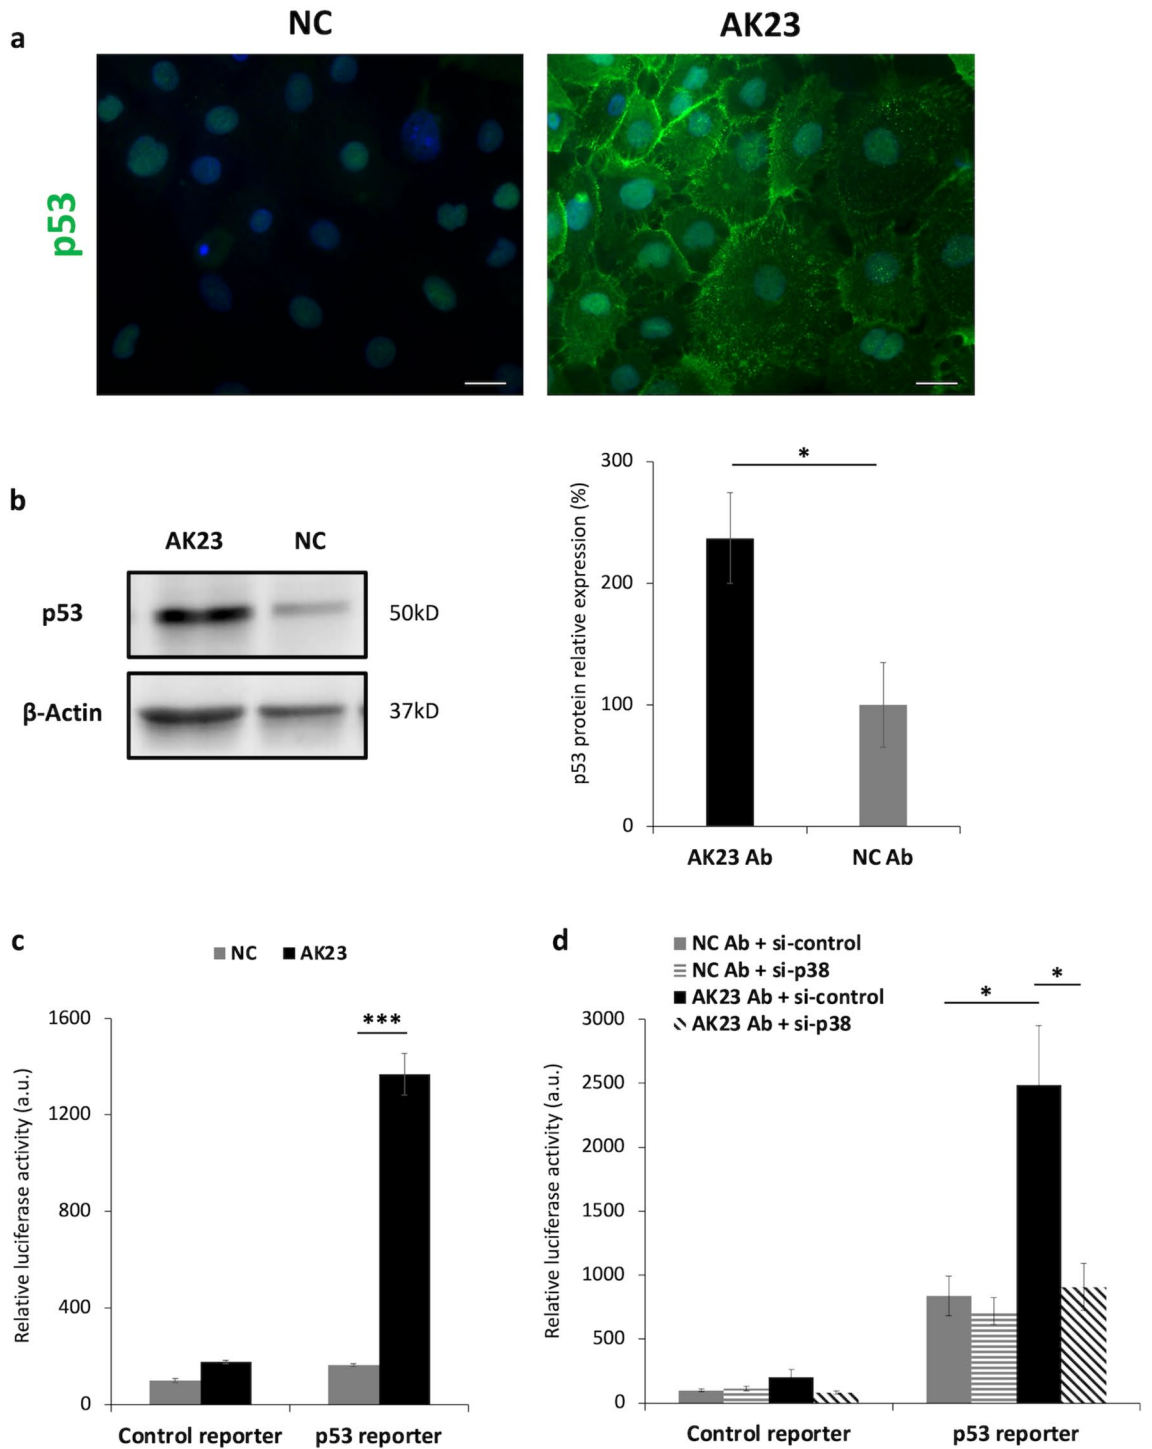 a
NC
AK23
p53
b
AK23 NC
p53
50kD
β-Actin
37kD
p53 protein relative expression (%)
300
200
100
0
*
AK23 Ab
NC Ab
c
NC AK23
Relative luciferase activity (a.u.)
1600
1200
800
400
0
***
Control reporter
p53 reporter
d
NC Ab + si-control
NC Ab + si-p38
AK23 Ab + si-control
AK23 Ab + si-p38
Relative luciferase activity (a.u.)
3000
2500
2000
1500
1000
500
0
*
*
Control reporter
p53 reporter